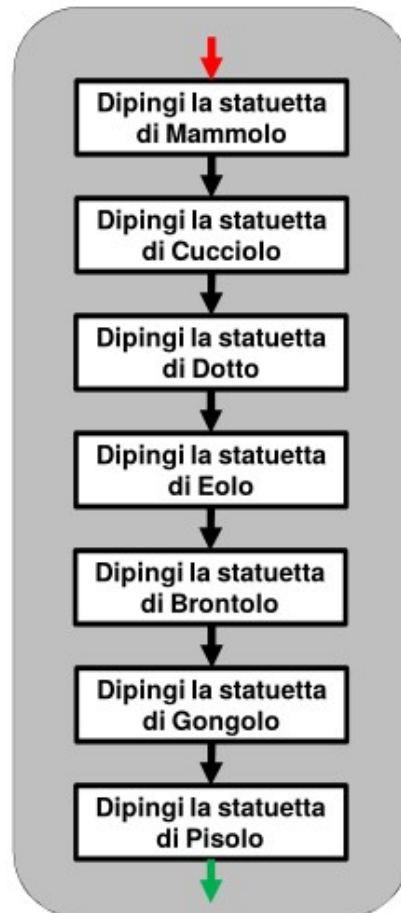 Dipingi la statuetta
di Mammolo
Dipingi la statuetta
di Cucciolo
Dipingi la statuetta
di Dotto
Dipingi la statuetta
di Eolo
Dipingi la statuetta
di Brontolo
Dipingi la statuetta
di Gongolo
Dipingi la statuetta
di Pisolo